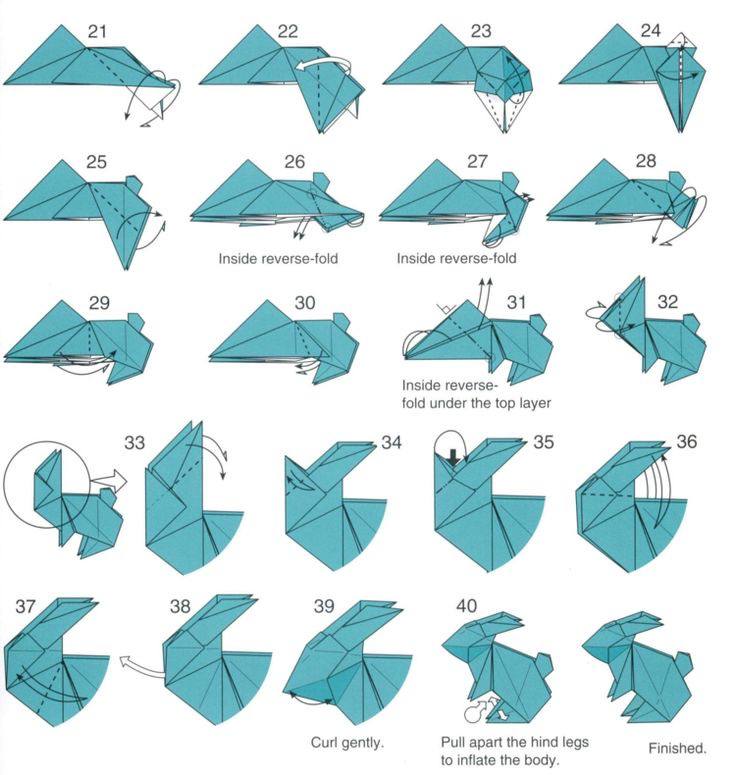 21
22
23
24
25
26
27
28
Inside reverse-fold
Inside reverse-fold
29
30
31
32
Inside reverse-
fold under the top layer
33
34
35
36
37
38
39
40
Curl gently.
Pull apart the hind legs
to inflate the body.
Finished.